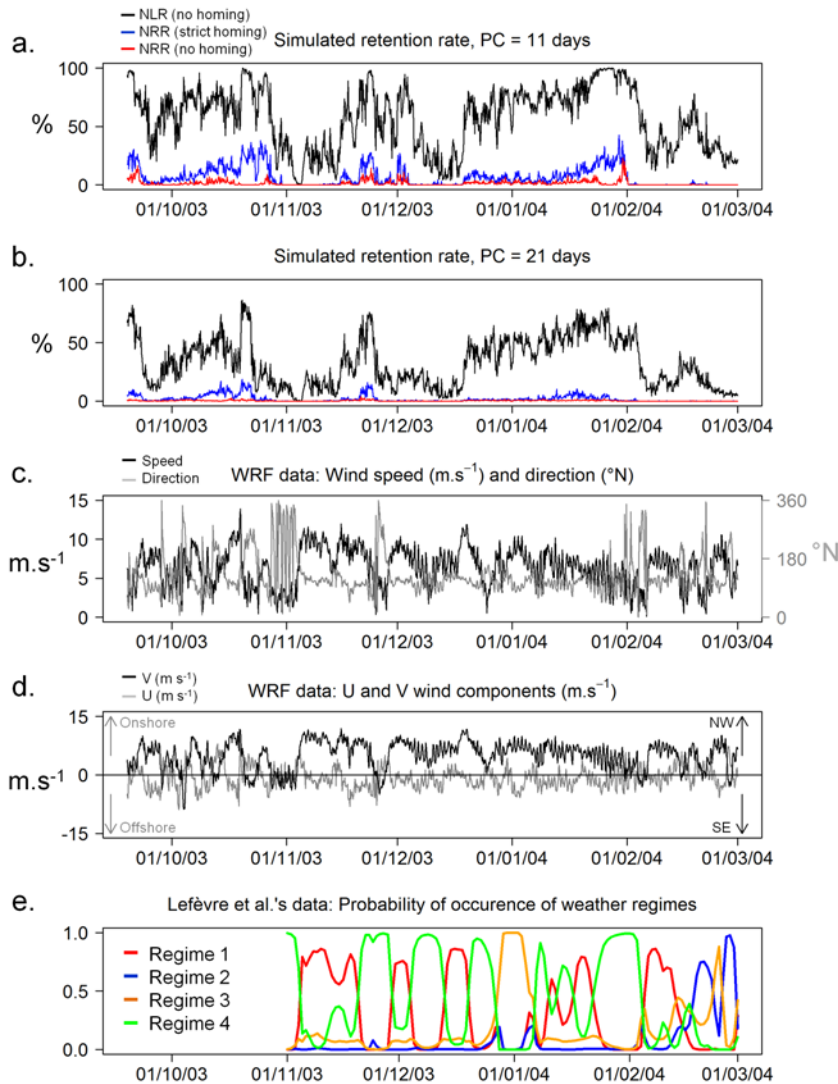 NLR (no homing)
NRR (strict homing)
NRR (no homing)
a.
Simulated retention rate, PC = 11 days
100
%
50
0
01/10/03 01/11/03 01/12/03 01/01/04 01/02/04 01/03/04
b.
Simulated retention rate, PC = 21 days
100
%
50
0
01/10/03 01/11/03 01/12/03 01/01/04 01/02/04 01/03/04
c.
Speed
Direction
WRF data: Wind speed (m.s⁻¹) and direction (°N)
15 360
10
m.s⁻¹ 180 °N
5
0 0
01/10/03 01/11/03 01/12/03 01/01/04 01/02/04 01/03/04
d.
V (m s⁻¹)
U (m s⁻¹)
WRF data: U and V wind components (m.s⁻¹)
15 Onshore NW
m.s⁻¹ 0
-15 Offshore SE
01/10/03 01/11/03 01/12/03 01/01/04 01/02/04 01/03/04
e.
Lefèvre et al.'s data: Probability of occurence of weather regimes
1.0
Regime 1
Regime 2
0.5
Regime 3
Regime 4
0.0
01/10/03 01/11/03 01/12/03 01/01/04 01/02/04 01/03/04